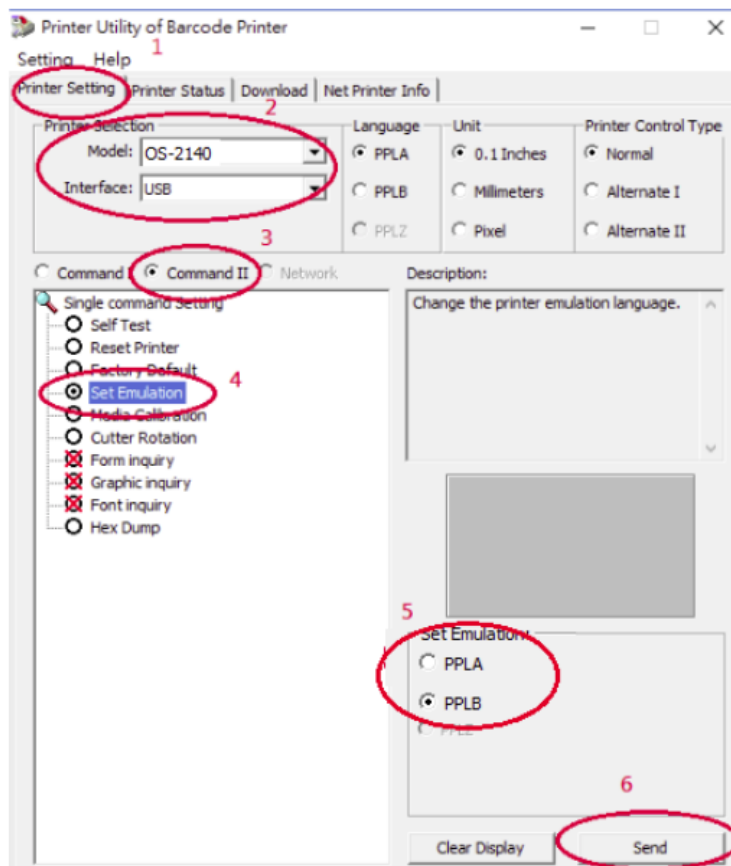 Printer Utility of Barcode Printer
1
Setting Help
Printer Setting Printer Status Download Net Printer Info
2
Printer Selection
Model: OS-2140
Interface: USB
Language
PPLA
PPLB
PPLZ
Unit
0.1 Inches
Millimeters
Pixel
Printer Control Type
Normal
Alternate I
Alternate II
3
Command Command II Network
Single command Setting
Self Test
Reset Printer
Factory Default
Set Emulation
4
Media Calibration
Cutter Rotation
Form inquiry
Graphic inquiry
Font inquiry
Hex Dump
Description:
Change the printer emulation language.
5
Set Emulation:
PPLA
PPLB
PPLZ
6
Clear Display Send